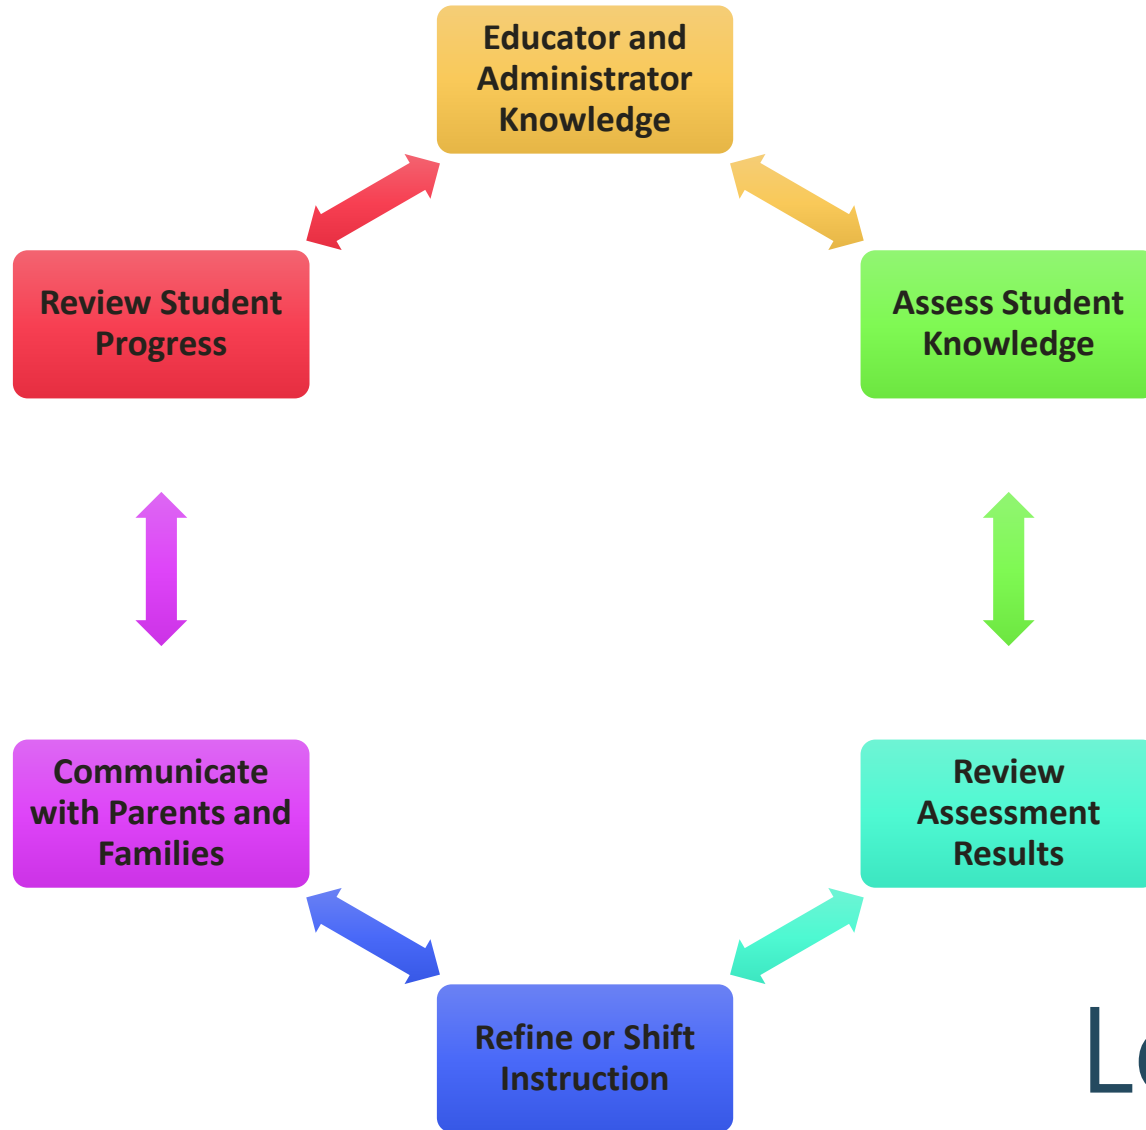 Educator and
Administrator
Knowledge
Assess Student
Knowledge
Review
Assessment
Results
Refine or Shift
Instruction
Communicate
with Parents and
Families
Review Student
Progress